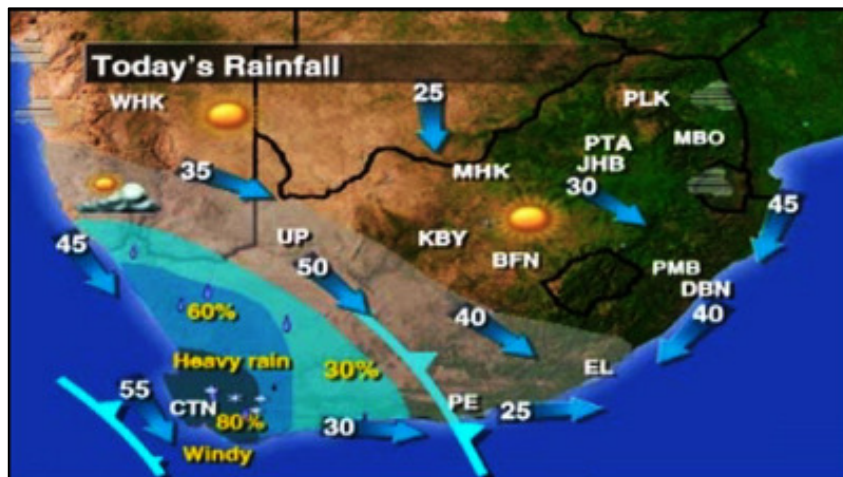 Today's Rainfall
WHK
25
PLK
PTA
MBO
JHB
MHK
35
30
45
UP
KBY
45
BFN
50
PMB
DBN
60%
40
40
Heavy rain
30%
EL
55
CTN
PE
25
80%
30
Windy